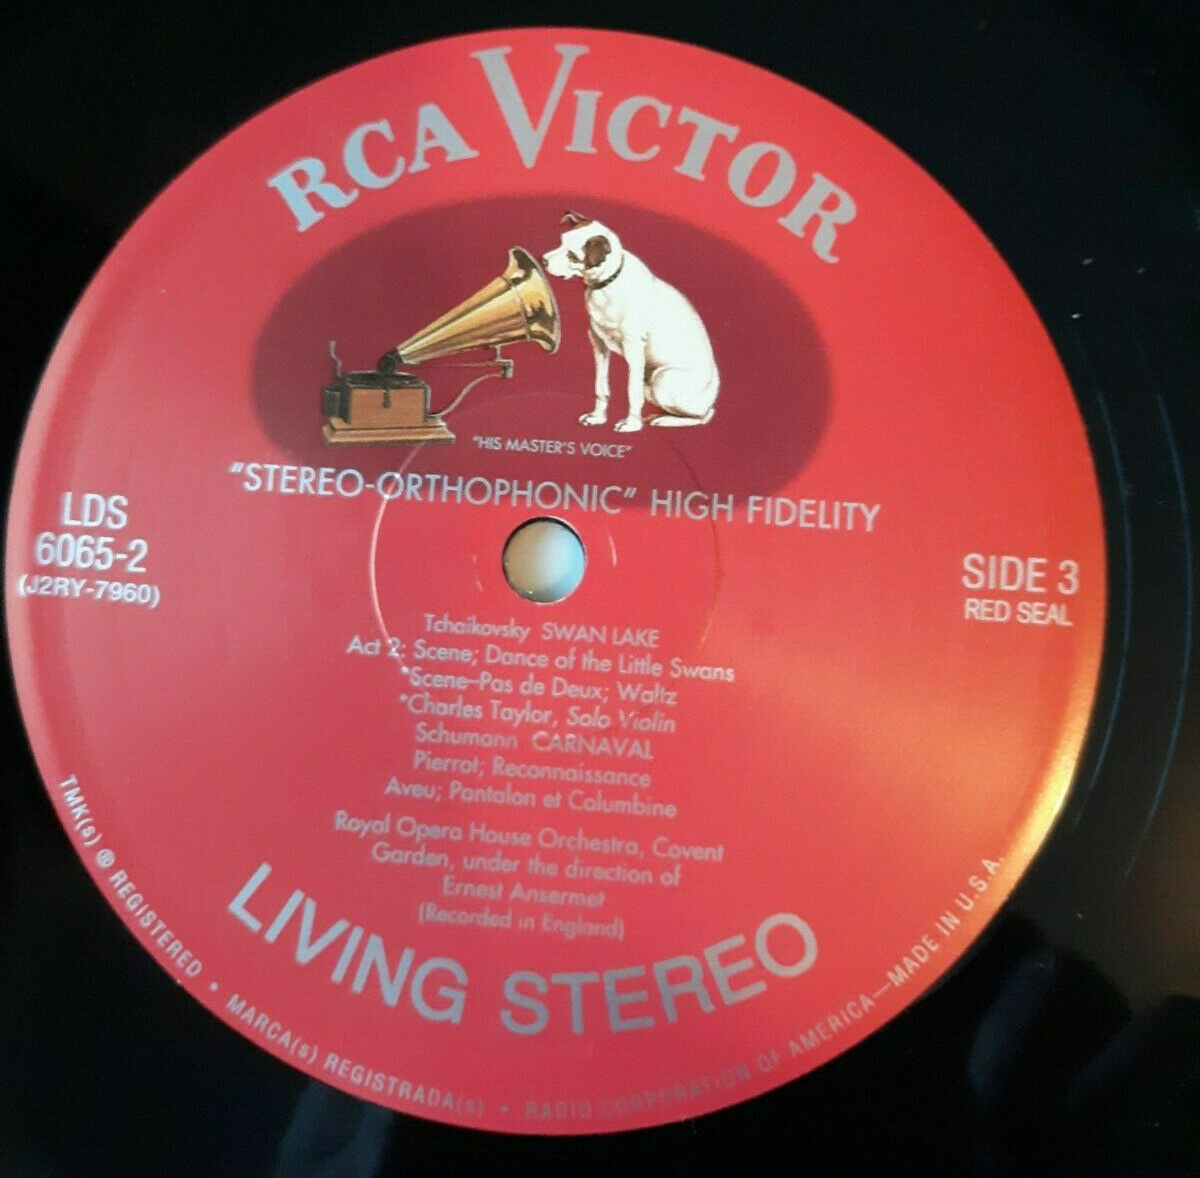 RCA VICTOR
"HIS MASTER'S VOICE"
"STEREO-ORTHOPHONIC" HIGH FIDELITY
LDS
6065-2
(J2RY-7960)
SIDE 3
RED SEAL
Tchaikovsky SWAN LAKE
Act 2: Scene; Dance of the Little Swans
*Scene–Pas de Deux; Waltz
*Charles Taylor, Solo Violin
Schumann CARNAVAL
Pierrot; Reconnaissance
Aveu; Pantalon et Columbine
Royal Opera House Orchestra, Covent
Garden, under the direction of
Ernest Ansermet
(Recorded in England)
LIVING STEREO
TMK(s) ® REGISTERED • MARCA(s) REGISTRADA(s) • RADIO CORPORATION OF AMERICA—MADE IN U.S.A.